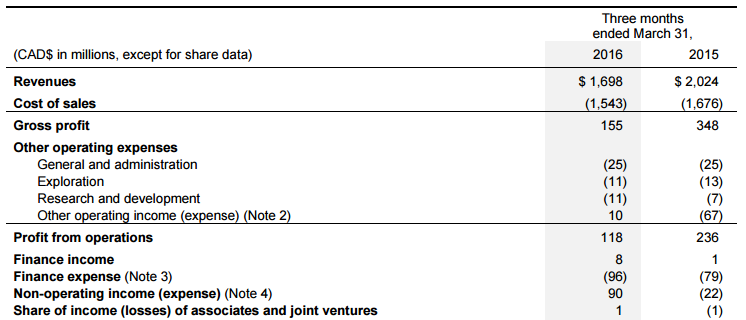 Three months
ended March 31,
(CAD$ in millions, except for share data) 2016 2015
Revenues $ 1,698 $ 2,024
Cost of sales (1,543) (1,676)
Gross profit 155 348
Other operating expenses
General and administration (25) (25)
Exploration (11) (13)
Research and development (11) (7)
Other operating income (expense) (Note 2) 10 (67)
Profit from operations 118 236
Finance income 8 1
Finance expense (Note 3) (96) (79)
Non-operating income (expense) (Note 4) 90 (22)
Share of income (losses) of associates and joint ventures 1 (1)